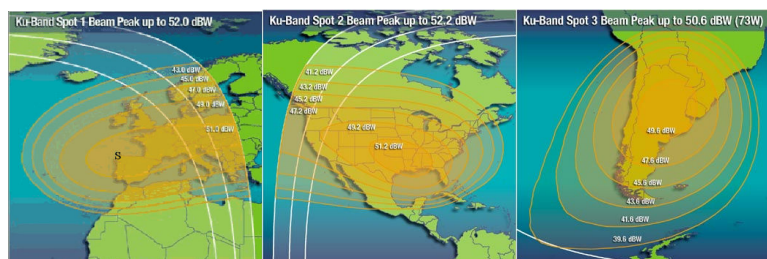 Ku-Band Spot 1 Beam Peak up to 52.0 dBW
43.0 dBW
45.0 dBW
47.0 dBW
49.0 dBW
51.0 dBW
S
Ku-Band Spot 2 Beam Peak up to 52.2 dBW
41.2 dBW
43.2 dBW
45.2 dBW
47.2 dBW
49.2 dBW
51.2 dBW
Ku-Band Spot 3 Beam Peak up to 50.6 dBW (73W)
49.6 dBW
47.6 dBW
45.6 dBW
43.6 dBW
41.6 dBW
39.6 dBW